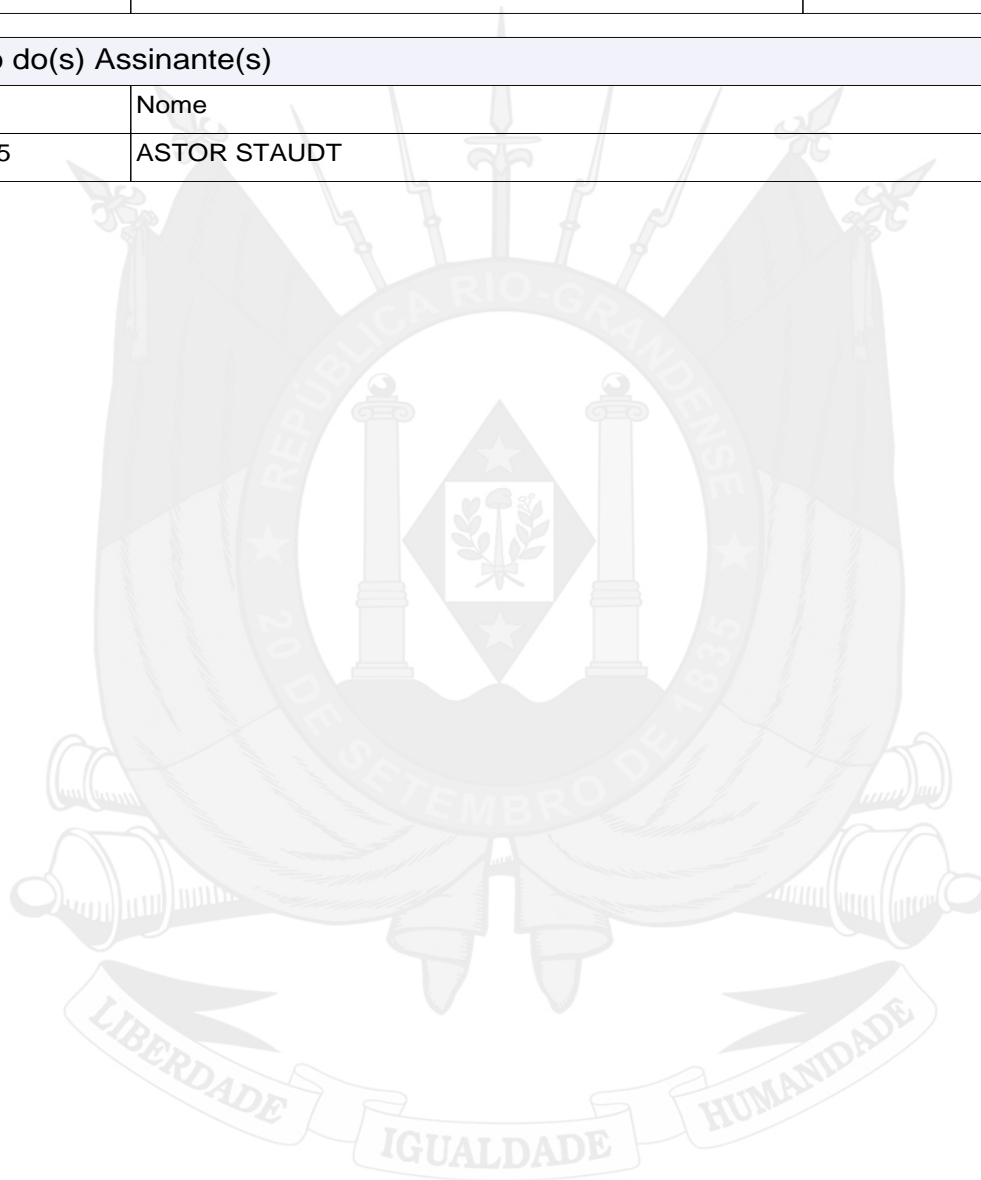 o do(s) Assinante(s)
Nome
5 ASTOR STAUDT
REPÚBLICA RIO-GRANDENSE
20 DE SETEMBRO DE 1835
LIBERDADE IGUALDADE HUMANIDADE